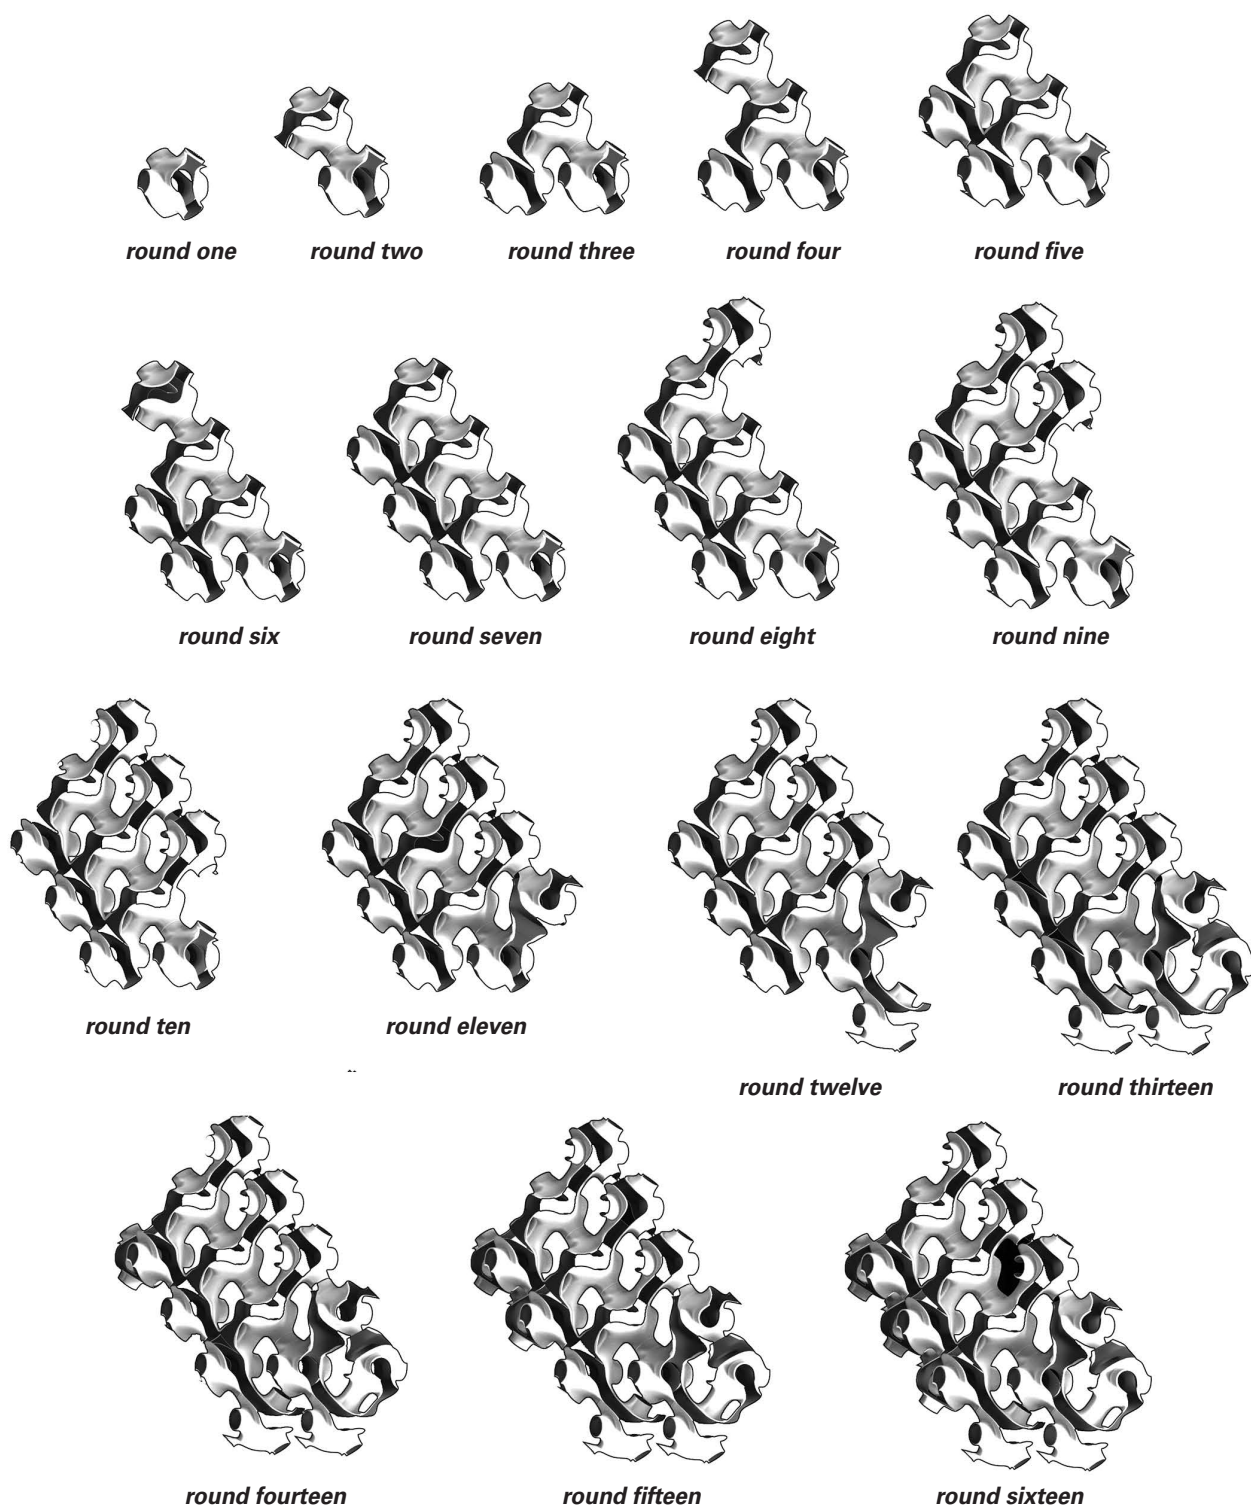 round one
round two
round three
round four
round five
round six
round seven
round eight
round nine
round ten
round eleven
round twelve
round thirteen
round fourteen
round fifteen
round sixteen